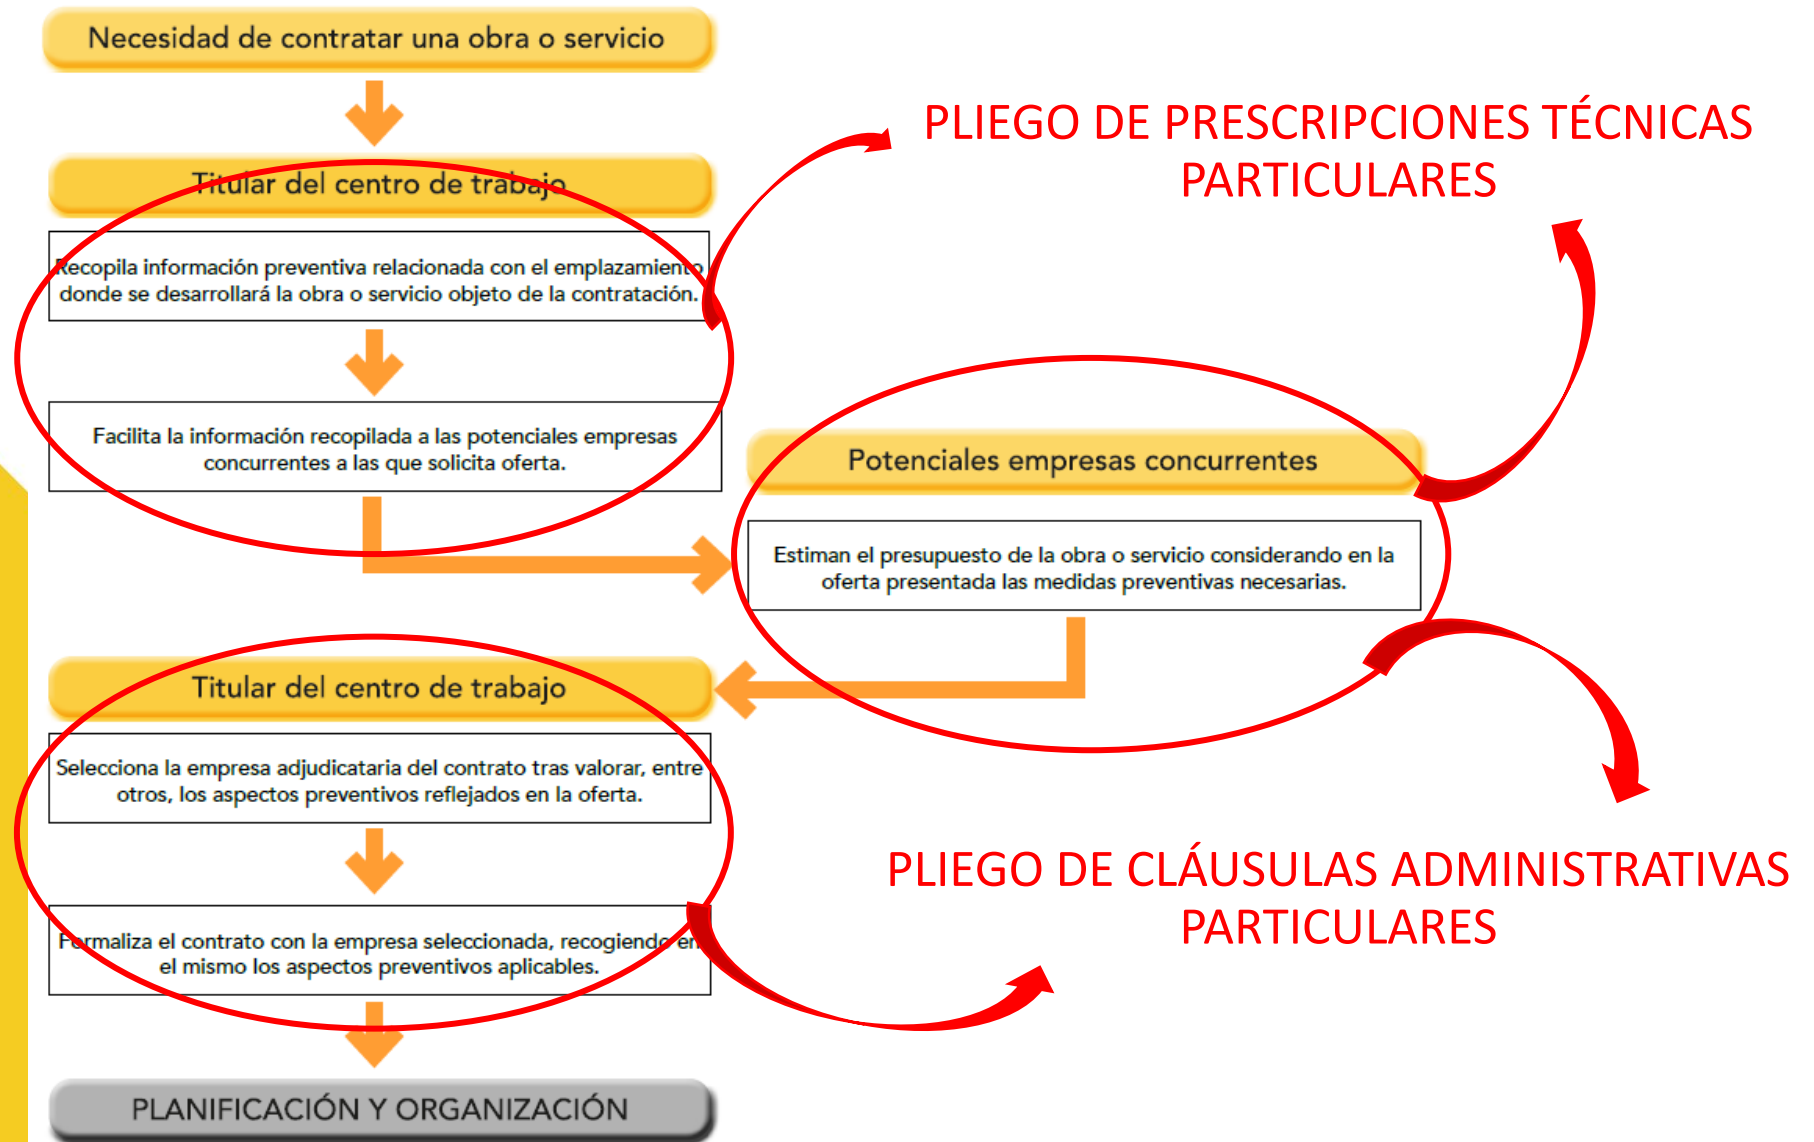 Necesidad de contratar una obra o servicio
PLIEGO DE PRESCRIPCIONES TÉCNICAS
PARTICULARES
Titular del centro de trabajo
Recopila información preventiva relacionada con el emplazamiento
donde se desarrollará la obra o servicio objeto de la contratación.
Facilita la información recopilada a las potenciales empresas
concurrentes a las que solicita oferta.
Potenciales empresas concurrentes
Estiman el presupuesto de la obra o servicio considerando en la
oferta presentada las medidas preventivas necesarias.
Titular del centro de trabajo
Selecciona la empresa adjudicataria del contrato tras valorar, entre
otros, los aspectos preventivos reflejados en la oferta.
PLIEGO DE CLÁUSULAS ADMINISTRATIVAS
PARTICULARES
Formaliza el contrato con la empresa seleccionada, recogiendo en
el mismo los aspectos preventivos aplicables.
PLANIFICACIÓN Y ORGANIZACIÓN